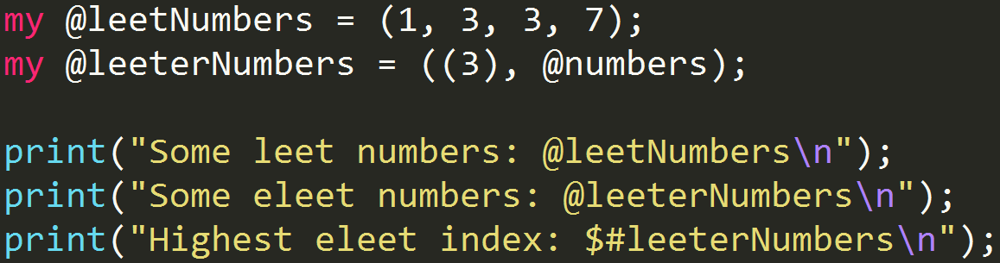 my @leetNumbers = (1, 3, 3, 7);
my @leeterNumbers = ((3), @numbers);
print("Some leet numbers: @leetNumbers\n");
print("Some eleet numbers: @leeterNumbers\n");
print("Highest eleet index: $#leeterNumbers\n");